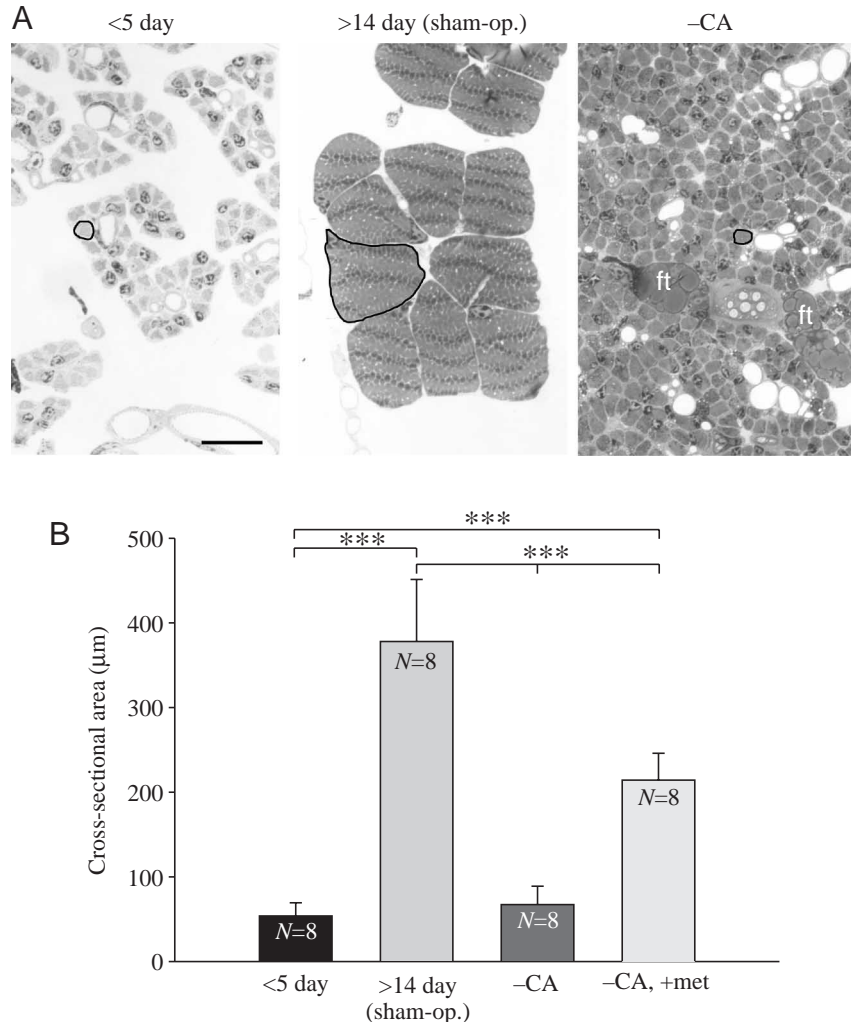 A
<5 day
>14 day (sham-op.)
–CA
ft
ft
B
***
***
***
500
400
300
200
100
0
Cross-sectional area (μm)
N=8
N=8
N=8
N=8
<5 day
>14 day
(sham-op.)
–CA
–CA, +met